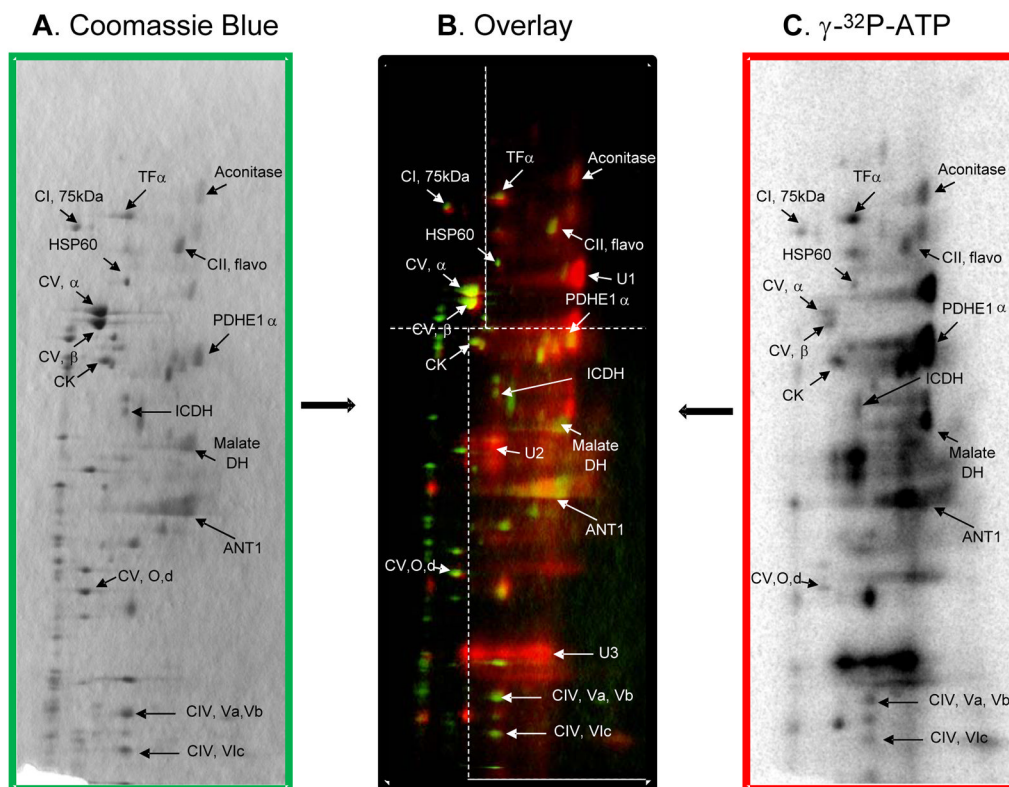 A. Coomassie Blue
TFα
Aconitase
CI, 75kDa
HSP60
CV, α
CII, flavo
PDHE1 α
CV, β
CK
ICDH
Malate
DH
ANT1
CV, O,d
CIV, Va,Vb
CIV, VIc
B. Overlay
TFα
Aconitase
CI, 75kDa
HSP60
CII, flavo
CV, α
U1
PDHE1 α
CV, β
CK
ICDH
Malate
DH
U2
ANT1
CV,O,d
U3
CIV, Va, Vb
CIV, VIc
C. γ-³²P-ATP
TFα
Aconitase
CI, 75kDa
HSP60
CII, flavo
CV, α
PDHE1 α
CV, β
CK
ICDH
Malate
DH
ANT1
CV,O,d
CIV, Va, Vb
CIV, VIc